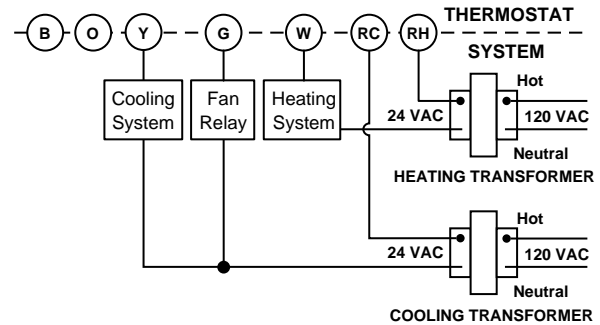 THERMOSTAT
B O Y G W RC RH
SYSTEM
Cooling
System
Fan
Relay
Heating
System
24 VAC
Hot
120 VAC
Neutral
HEATING TRANSFORMER
24 VAC
Hot
120 VAC
Neutral
COOLING TRANSFORMER